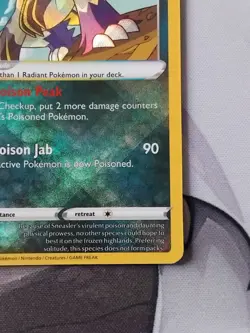 than 1 Radiant Pokémon in your deck.
oison Peak
Checkup, put 2 more damage counters
s Poisoned Pokémon.
oison Jab 90
Active Pokémon is now Poisoned.
stance retreat
Because of Sneasler's virulent poison and daunting
physical prowess, no other species could hope to
best it on the frozen highlands. Preferring
solitude, this species does not form packs.
Pokémon / Nintendo / Creatures / GAME FREAK